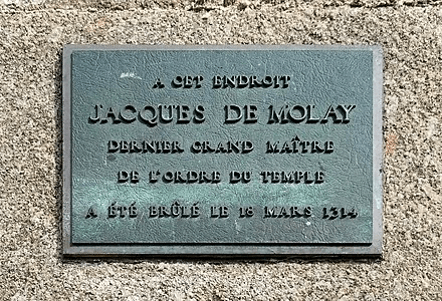 A CET ENDROIT
JACQUES DE MOLAY
DERNIER GRAND MAÎTRE
DE L'ORDRE DU TEMPLE
A ÉTÉ BRÛLÉ LE 18 MARS 1314